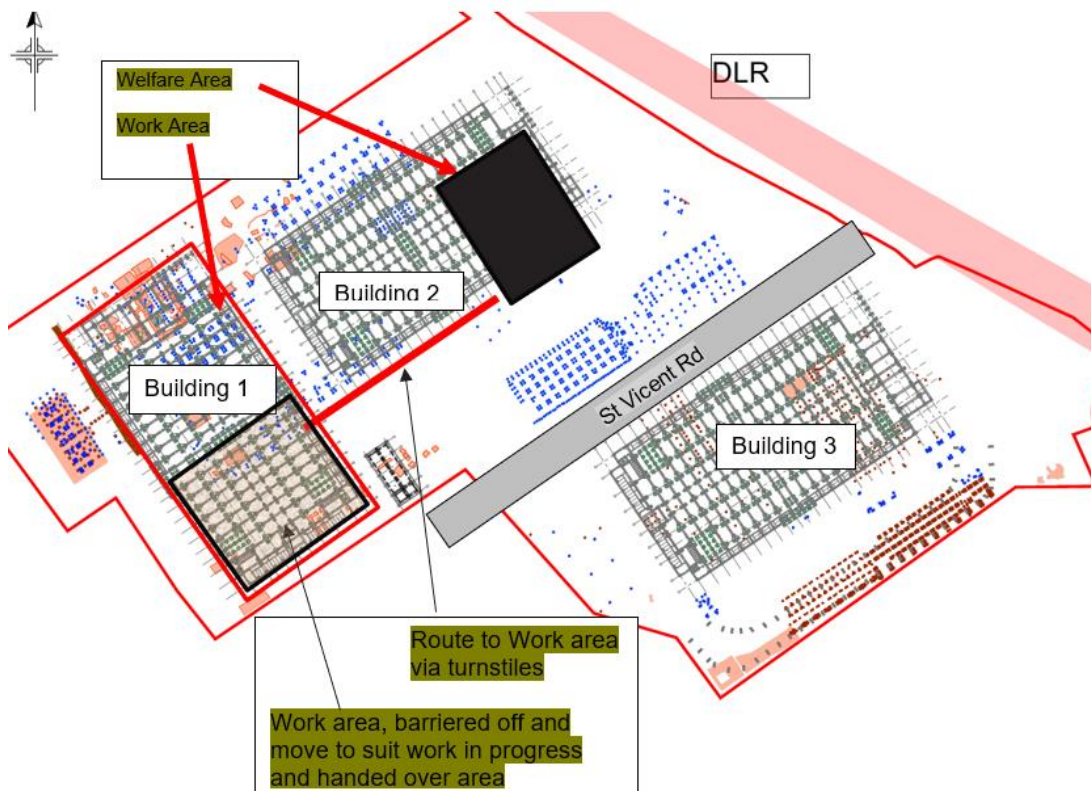 DLR
Welfare Area
Work Area
Building 2
Building 1
St Vicent Rd
Building 3
Route to Work area
via turnstiles
Work area, barriered off and
move to suit work in progress
and handed over area